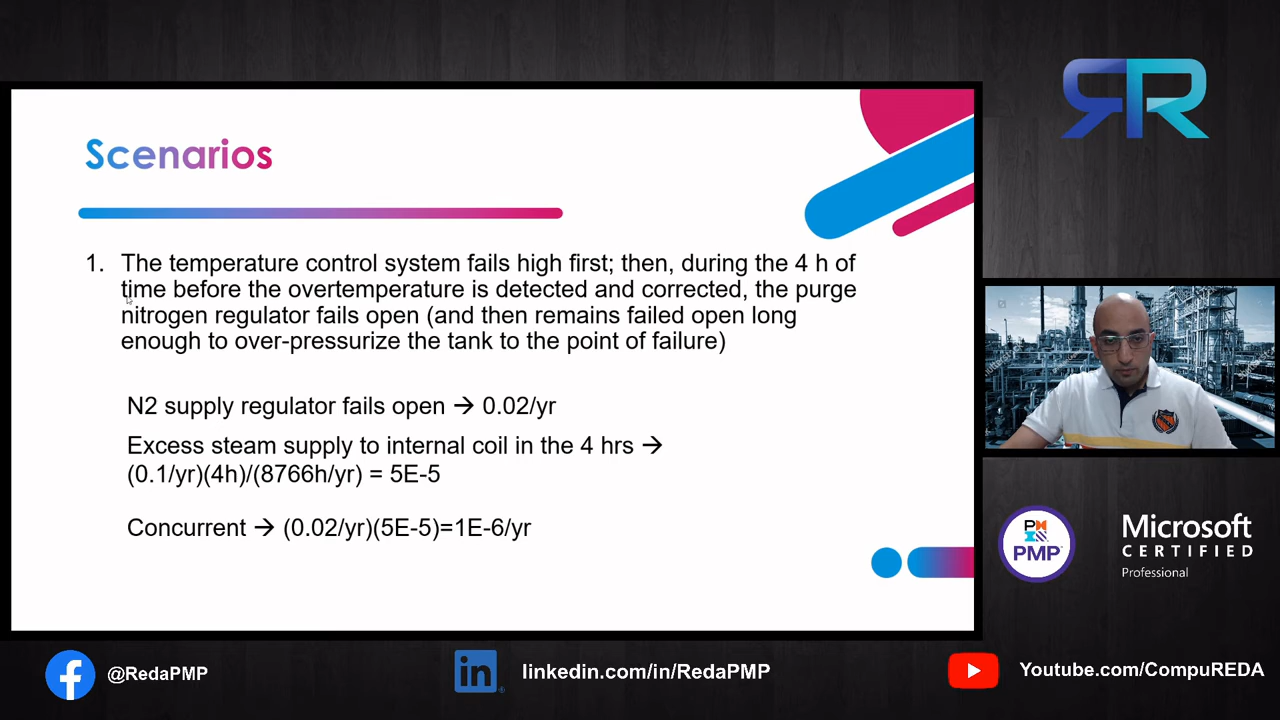 Scenarios
1. The temperature control system fails high first; then, during the 4 h of
time before the overtemperature is detected and corrected, the purge
nitrogen regulator fails open (and then remains failed open long
enough to over-pressurize the tank to the point of failure)
N2 supply regulator fails open → 0.02/yr
Excess steam supply to internal coil in the 4 hrs →
(0.1/yr)(4h)/(8766h/yr) = 5E-5
Concurrent → (0.02/yr)(5E-5)=1E-6/yr
PMP
Microsoft
CERTIFIED
Professional
@RedaPMP
linkedin.com/in/RedaPMP
Youtube.com/CompuREDA